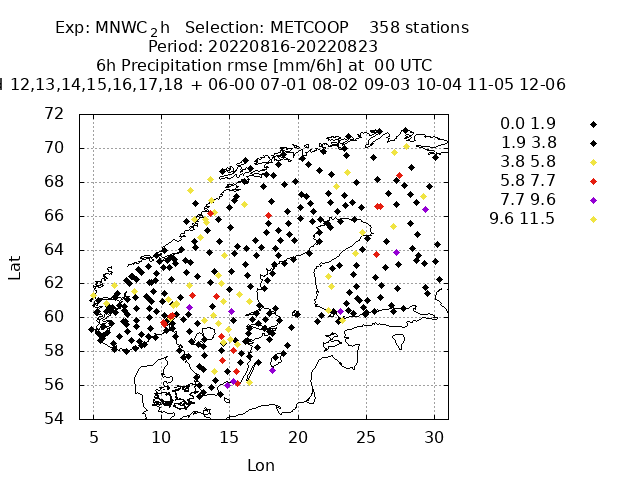 Exp: MNWC_2h Selection: METCOOP 358 stations
Period: 20220816-20220823
6h Precipitation rmse [mm/6h] at 00 UTC
12,13,14,15,16,17,18 + 06-00 07-01 08-02 09-03 10-04 11-05 12-06
0.0 1.9
1.9 3.8
3.8 5.8
5.8 7.7
7.7 9.6
9.6 11.5
72
70
68
66
64
62
60
58
56
54
Lat
5 10 15 20 25 30
Lon